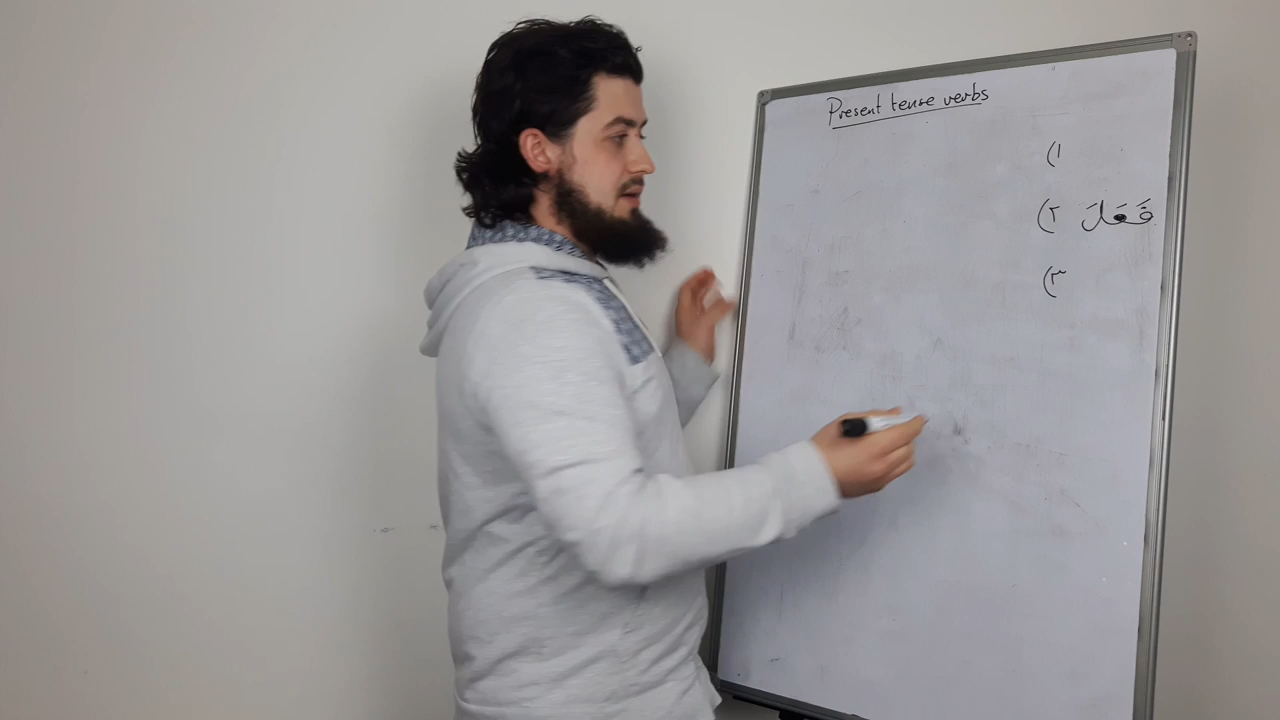 Present tense verbs
(١
فَعَلَ (٢
(٣